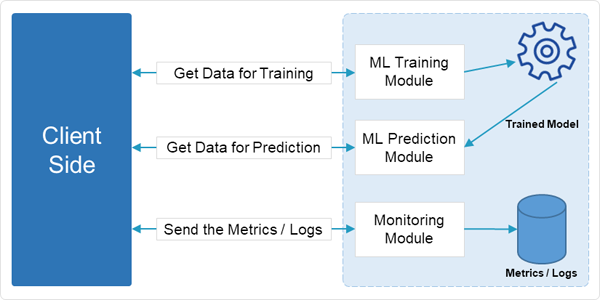 Client
Side
Get Data for Training
ML Training
Module
Trained Model
Get Data for Prediction
ML Prediction
Module
Send the Metrics / Logs
Monitoring
Module
Metrics / Logs